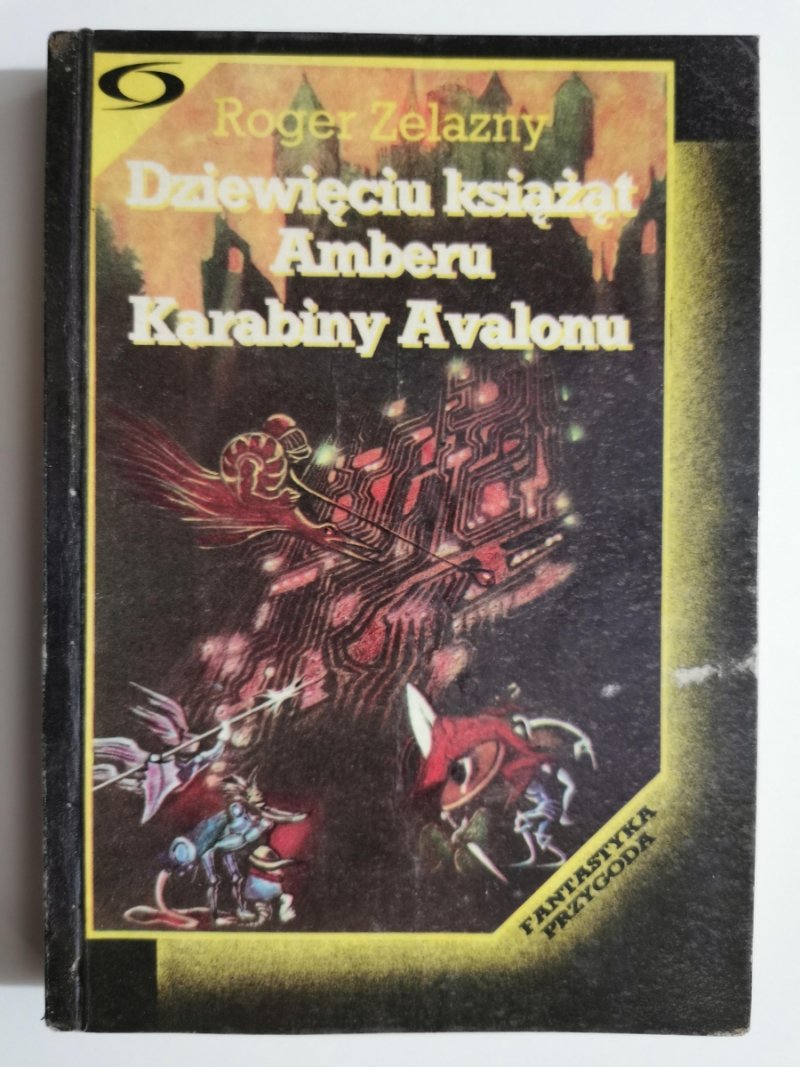 Roger Zelazny
Dziewięciu książąt
Amberu
Karabiny Avalonu
FANTASTYKA
PRZYGODA